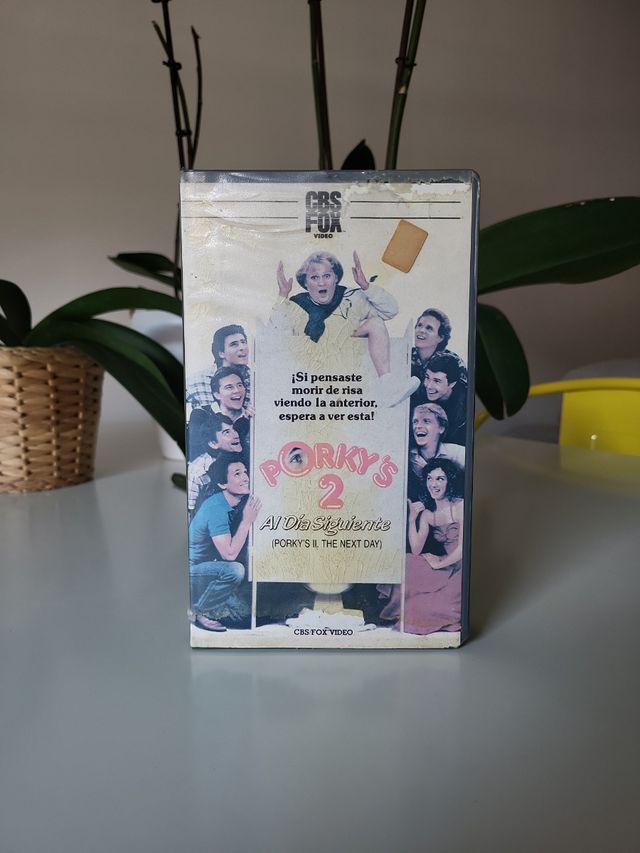 CBS
FOX
VIDEO
¡Si pensaste
morir de risa
viendo la anterior,
espera a ver esta!
PORKY'S
2
Al Día Siguiente
(PORKY'S II, THE NEXT DAY)
CBS/FOX VIDEO